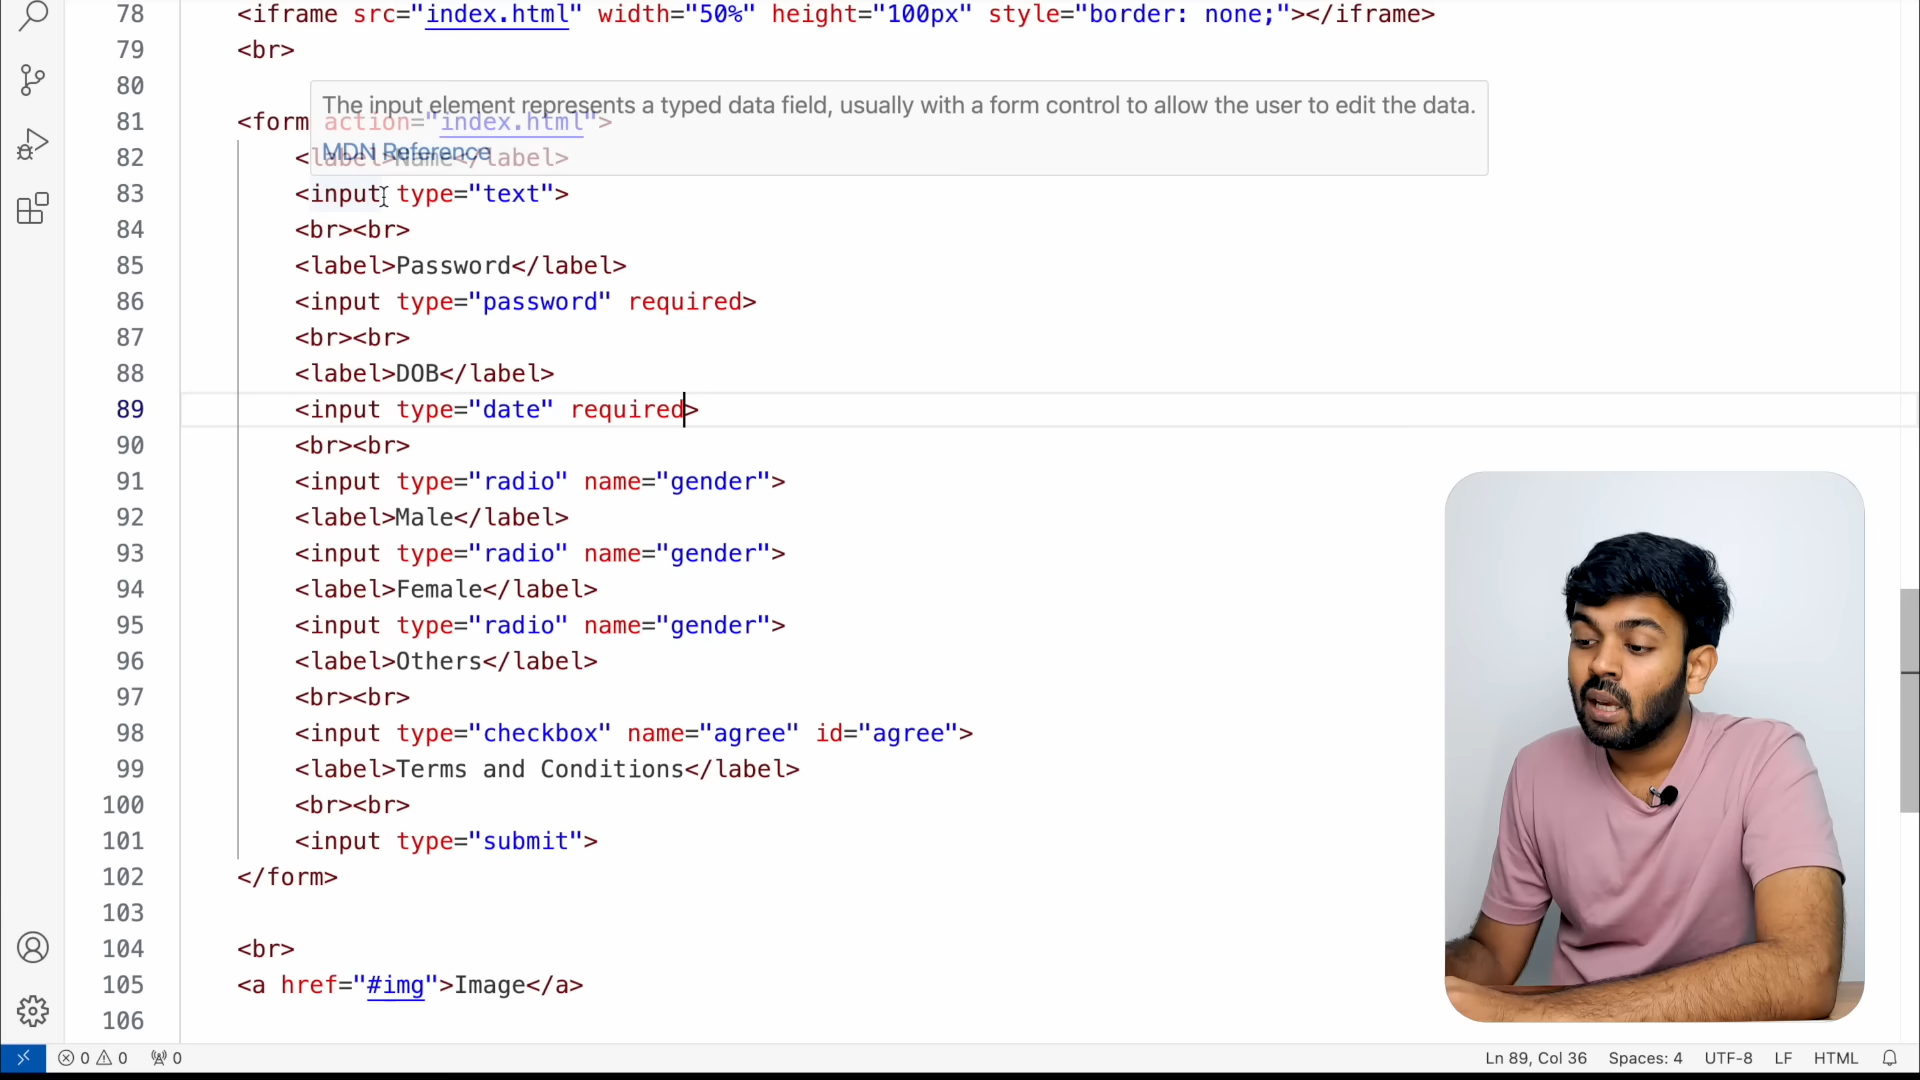 78 <iframe src="index.html" width="50%" height="100px" style="border: none;"></iframe>
79 <br>
80
The input element represents a typed data field, usually with a form control to allow the user to edit the data.
81 <form action="index.html">
MDN Reference
82 <label>Name</label>
83 <input type="text">
84 <br><br>
85 <label>Password</label>
86 <input type="password" required>
87 <br><br>
88 <label>DOB</label>
89 <input type="date" required>
90 <br><br>
91 <input type="radio" name="gender">
92 <label>Male</label>
93 <input type="radio" name="gender">
94 <label>Female</label>
95 <input type="radio" name="gender">
96 <label>Others</label>
97 <br><br>
98 <input type="checkbox" name="agree" id="agree">
99 <label>Terms and Conditions</label>
100 <br><br>
101 <input type="submit">
102 </form>
103
104 <br>
105 <a href="#img">Image</a>
106
0 0 0 Ln 89, Col 36 Spaces: 4 UTF-8 LF HTML